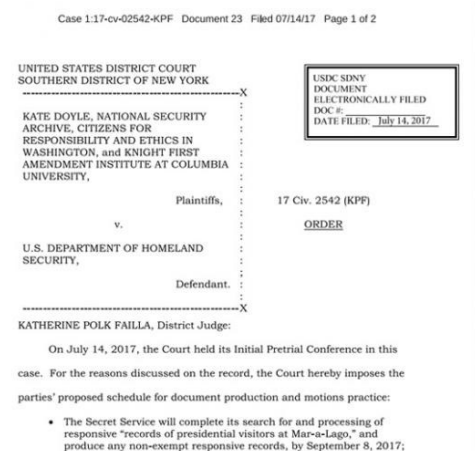 Case 1:17-cv-02542-KPF Document 23 Filed 07/14/17 Page 1 of 2
UNITED STATES DISTRICT COURT
SOUTHERN DISTRICT OF NEW YORK
-----------------------------------------------------X
KATE DOYLE, NATIONAL SECURITY
ARCHIVE, CITIZENS FOR
RESPONSIBILITY AND ETHICS IN
WASHINGTON, and KNIGHT FIRST
AMENDMENT INSTITUTE AT COLUMBIA
UNIVERSITY,
Plaintiffs,
v.
U.S. DEPARTMENT OF HOMELAND
SECURITY,
Defendant.
-----------------------------------------------------X
USDC SDNY
DOCUMENT
ELECTRONICALLY FILED
DOC #:
DATE FILED: July 14, 2017
17 Civ. 2542 (KPF)
ORDER
KATHERINE POLK FAILLA, District Judge:
On July 14, 2017, the Court held its Initial Pretrial Conference in this
case. For the reasons discussed on the record, the Court hereby imposes the
parties' proposed schedule for document production and motions practice:
• The Secret Service will complete its search for and processing of
responsive “records of presidential visitors at Mar-a-Lago,” and
produce any non-exempt responsive records, by September 8, 2017;